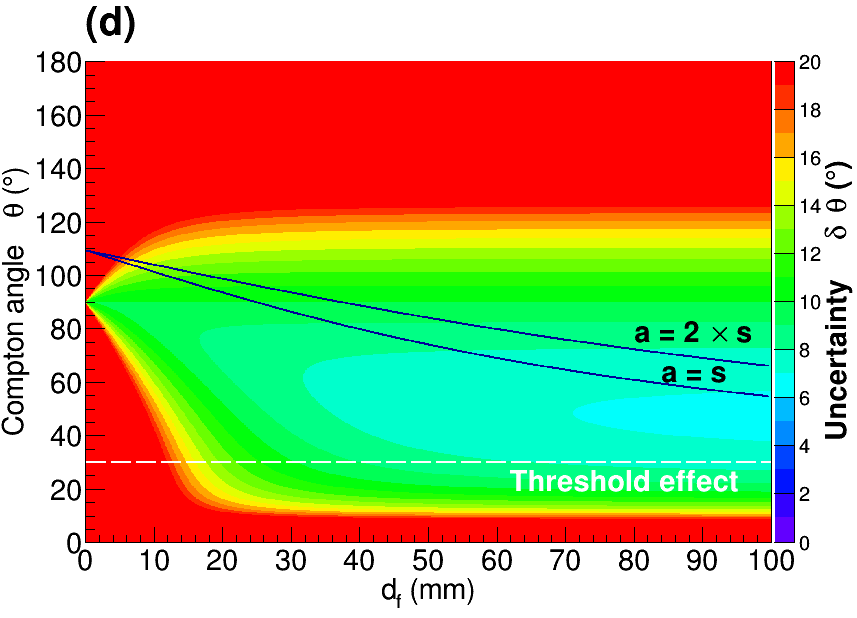 (d)
180
160
140
120
100
80
60
40
20
0
Compton angle θ (°)
a = 2 × s
a = s
Threshold effect
0 10 20 30 40 50 60 70 80 90 100
d_f (mm)
20
18
16
14
12
10
8
6
4
2
0
Uncertainty δ θ (°)